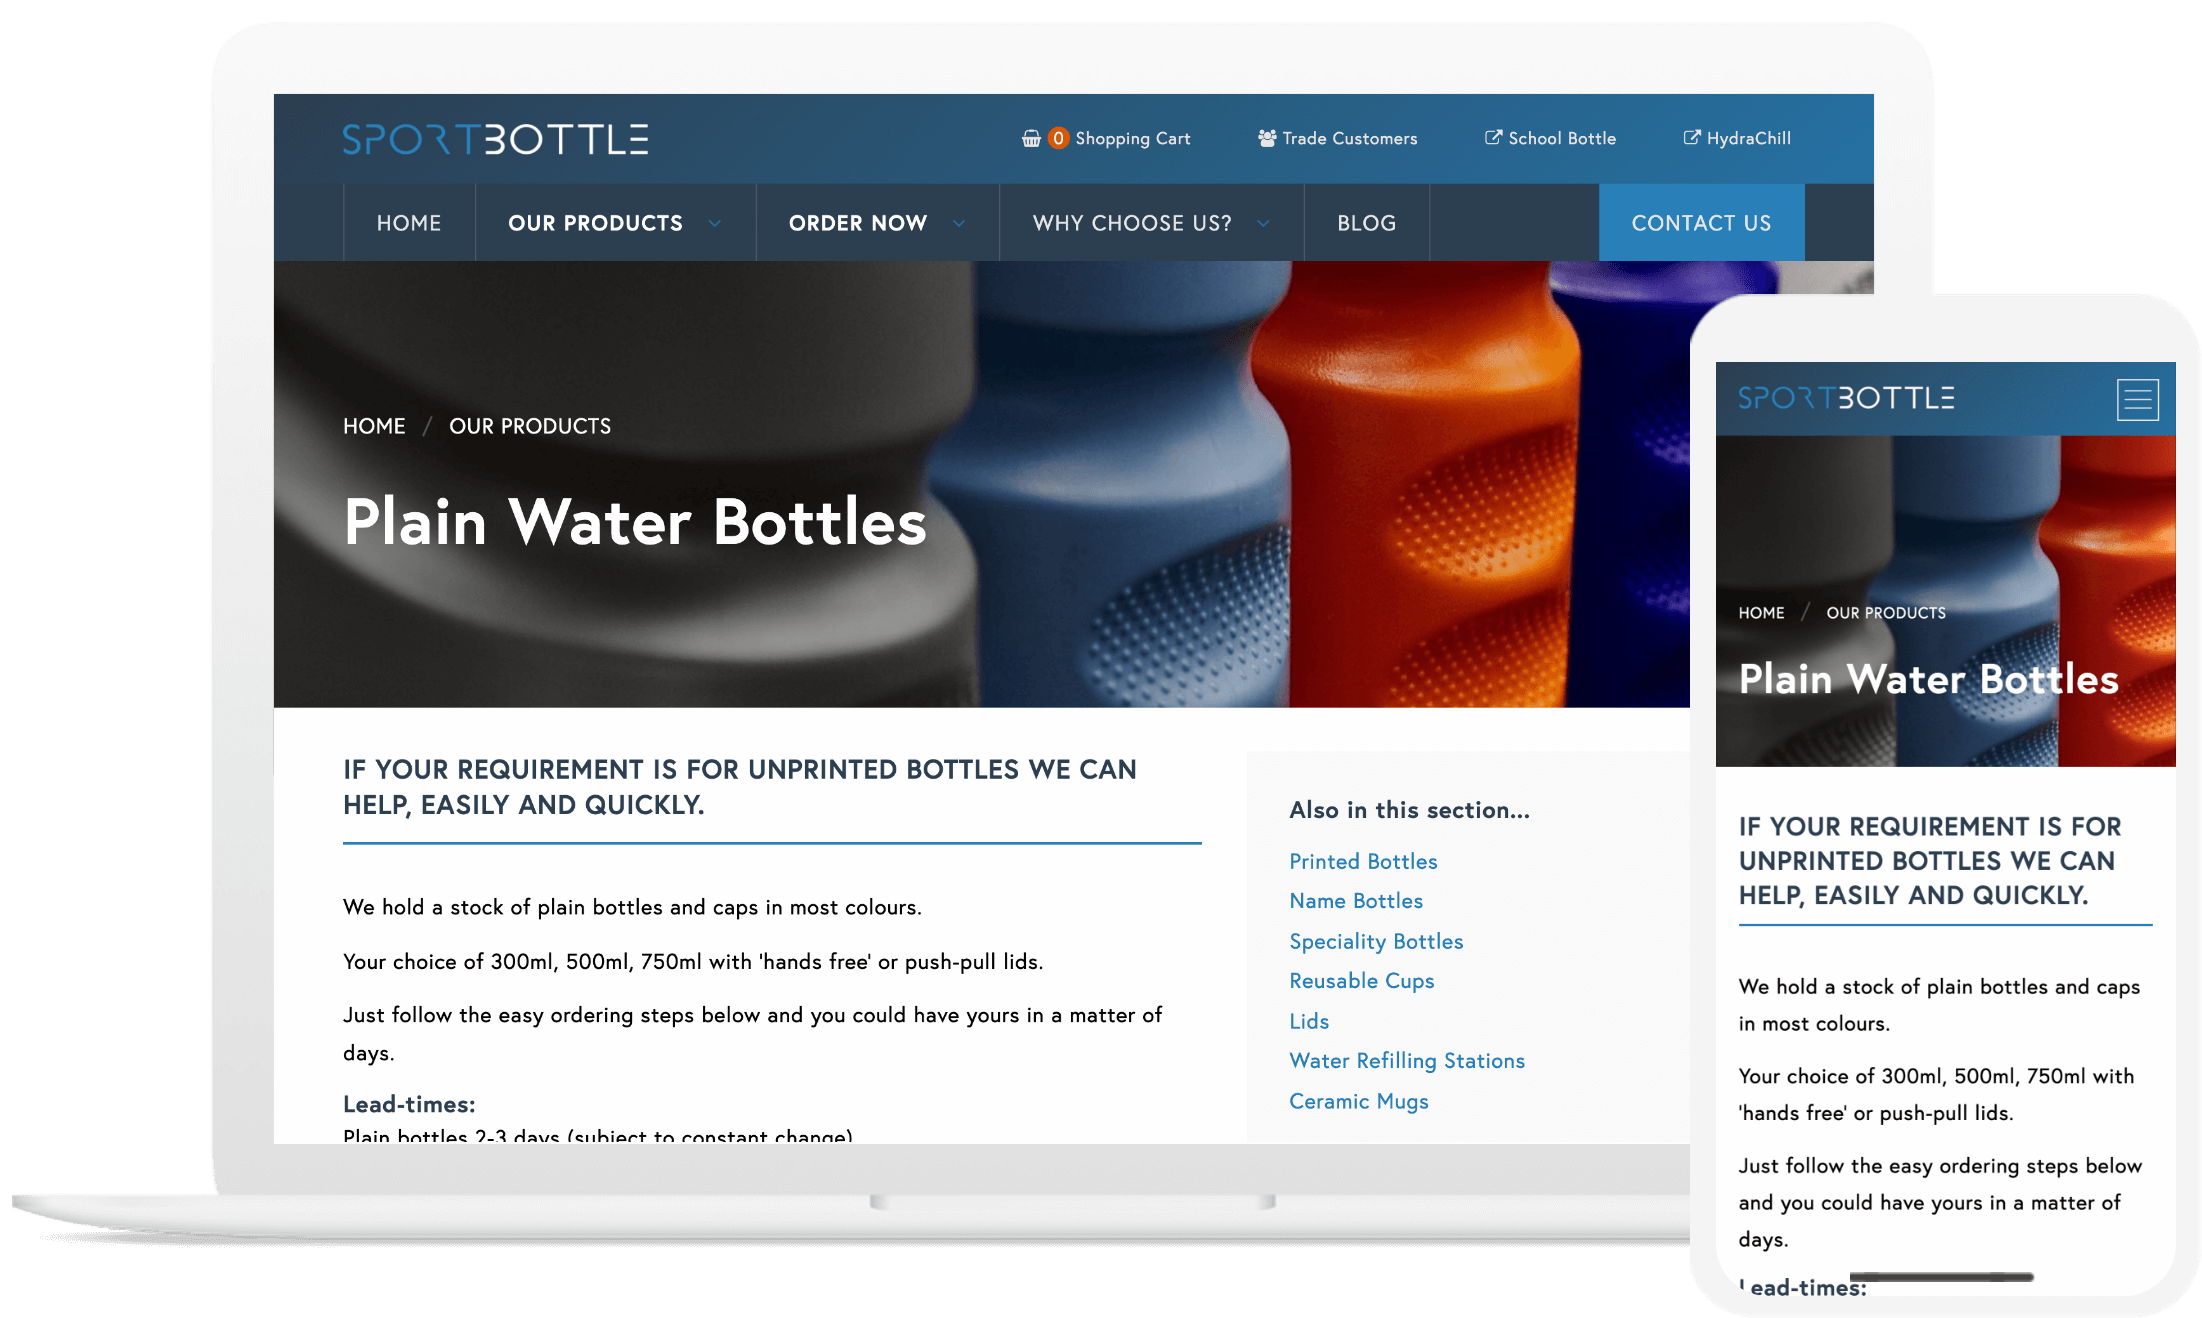 SPORTBOTTLE
0 Shopping Cart
Trade Customers
School Bottle
HydraChill
HOME
OUR PRODUCTS
ORDER NOW
WHY CHOOSE US?
BLOG
CONTACT US
HOME / OUR PRODUCTS
Plain Water Bottles
IF YOUR REQUIREMENT IS FOR UNPRINTED BOTTLES WE CAN
HELP, EASILY AND QUICKLY.
We hold a stock of plain bottles and caps in most colours.
Your choice of 300ml, 500ml, 750ml with 'hands free' or push-pull lids.
Just follow the easy ordering steps below and you could have yours in a matter of
days.
Lead-times:
Plain bottles 2-3 days (subject to constant change)
Also in this section...
Printed Bottles
Name Bottles
Speciality Bottles
Reusable Cups
Lids
Water Refilling Stations
Ceramic Mugs
SPORTBOTTLE
HOME / OUR PRODUCTS
Plain Water Bottles
IF YOUR REQUIREMENT IS FOR
UNPRINTED BOTTLES WE CAN
HELP, EASILY AND QUICKLY.
We hold a stock of plain bottles and caps
in most colours.
Your choice of 300ml, 500ml, 750ml with
'hands free' or push-pull lids.
Just follow the easy ordering steps below
and you could have yours in a matter of
days.
Lead-times: